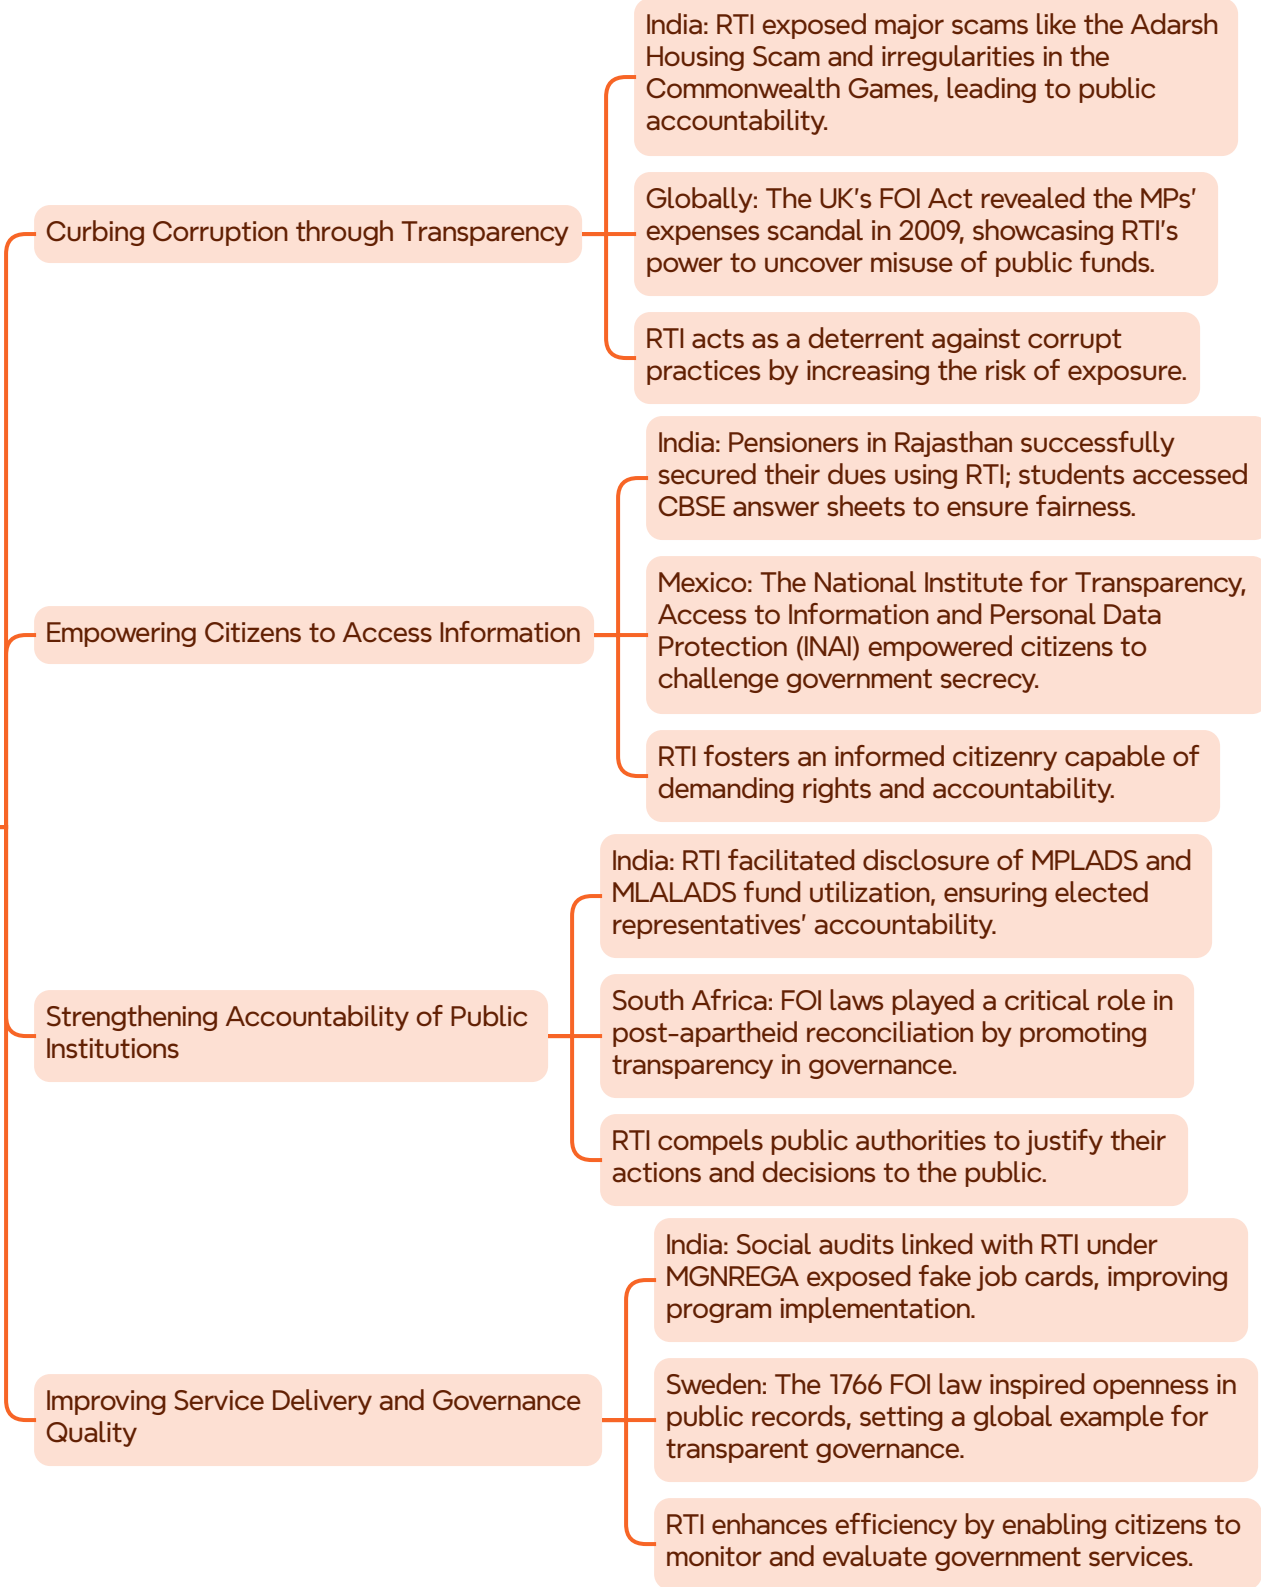 Curbing Corruption through Transparency
India: RTI exposed major scams like the Adarsh
Housing Scam and irregularities in the
Commonwealth Games, leading to public
accountability.
Globally: The UK's FOI Act revealed the MPs'
expenses scandal in 2009, showcasing RTI's
power to uncover misuse of public funds.
RTI acts as a deterrent against corrupt
practices by increasing the risk of exposure.
Empowering Citizens to Access Information
India: Pensioners in Rajasthan successfully
secured their dues using RTI; students accessed
CBSE answer sheets to ensure fairness.
Mexico: The National Institute for Transparency,
Access to Information and Personal Data
Protection (INAI) empowered citizens to
challenge government secrecy.
RTI fosters an informed citizenry capable of
demanding rights and accountability.
Strengthening Accountability of Public
Institutions
India: RTI facilitated disclosure of MPLADS and
MLALADS fund utilization, ensuring elected
representatives' accountability.
South Africa: FOI laws played a critical role in
post-apartheid reconciliation by promoting
transparency in governance.
RTI compels public authorities to justify their
actions and decisions to the public.
Improving Service Delivery and Governance
Quality
India: Social audits linked with RTI under
MGNREGA exposed fake job cards, improving
program implementation.
Sweden: The 1766 FOI law inspired openness in
public records, setting a global example for
transparent governance.
RTI enhances efficiency by enabling citizens to
monitor and evaluate government services.